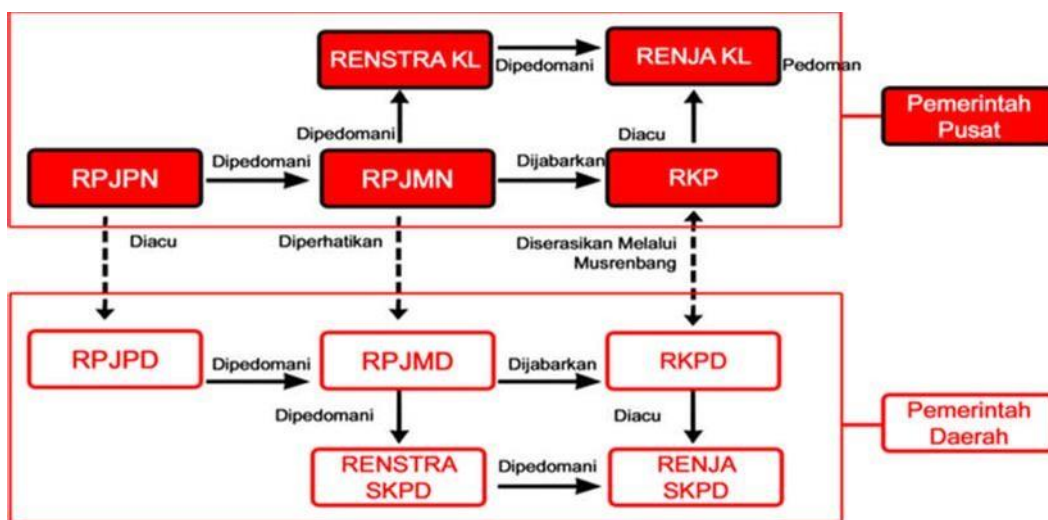 RENSTRA KL
Dipedomani
RENJA KL
Pedoman
Pemerintah
Pusat
Dipedomani
Diacu
RPJPN
Dipedomani
RPJMN
Dijabarkan
RKP
Diacu
Diperhatikan
Diserasikan Melalui
Musrenbang
RPJPD
Dipedomani
RPJMD
Dijabarkan
RKPD
Dipedomani
Diacu
Pemerintah
Daerah
RENSTRA
SKPD
Dipedomani
RENJA
SKPD